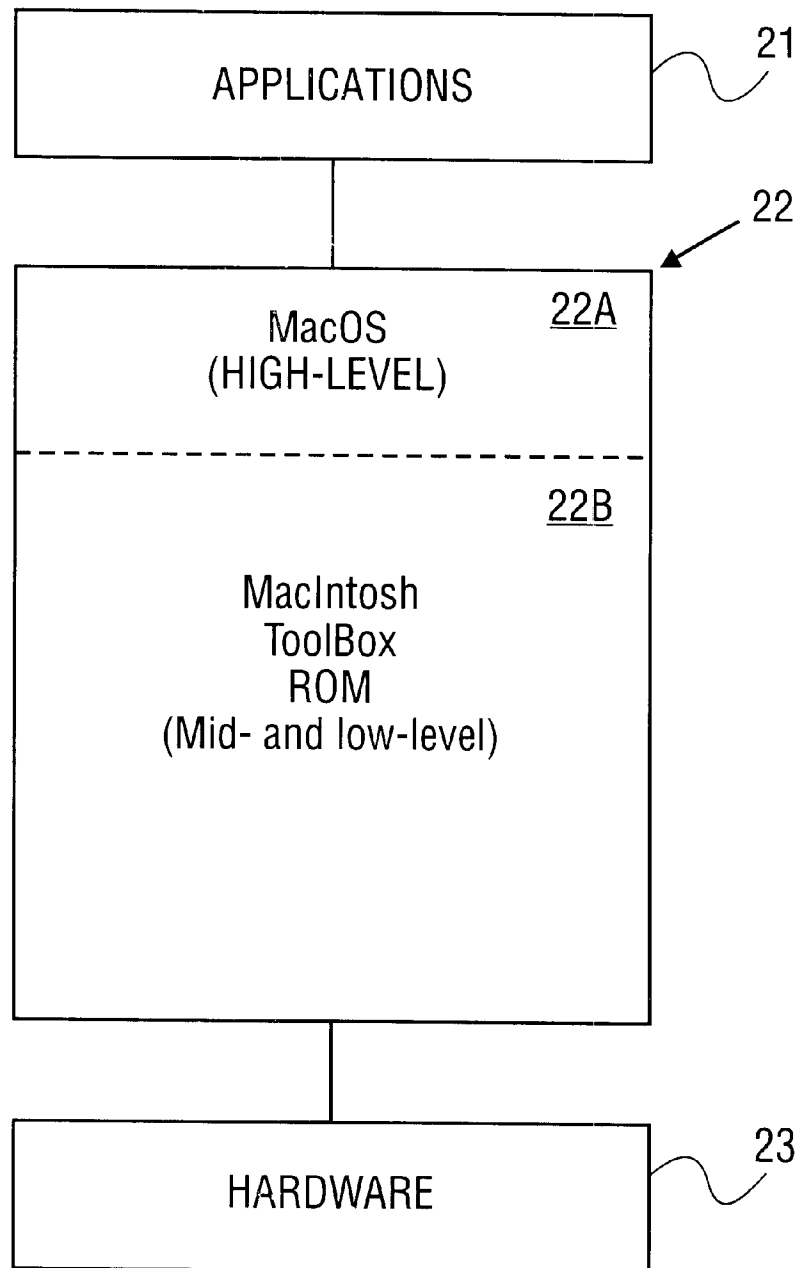 APPLICATIONS
21
22
22A
MacOS
(HIGH-LEVEL)
22B
MacIntosh
ToolBox
ROM
(Mid- and low-level)
HARDWARE
23